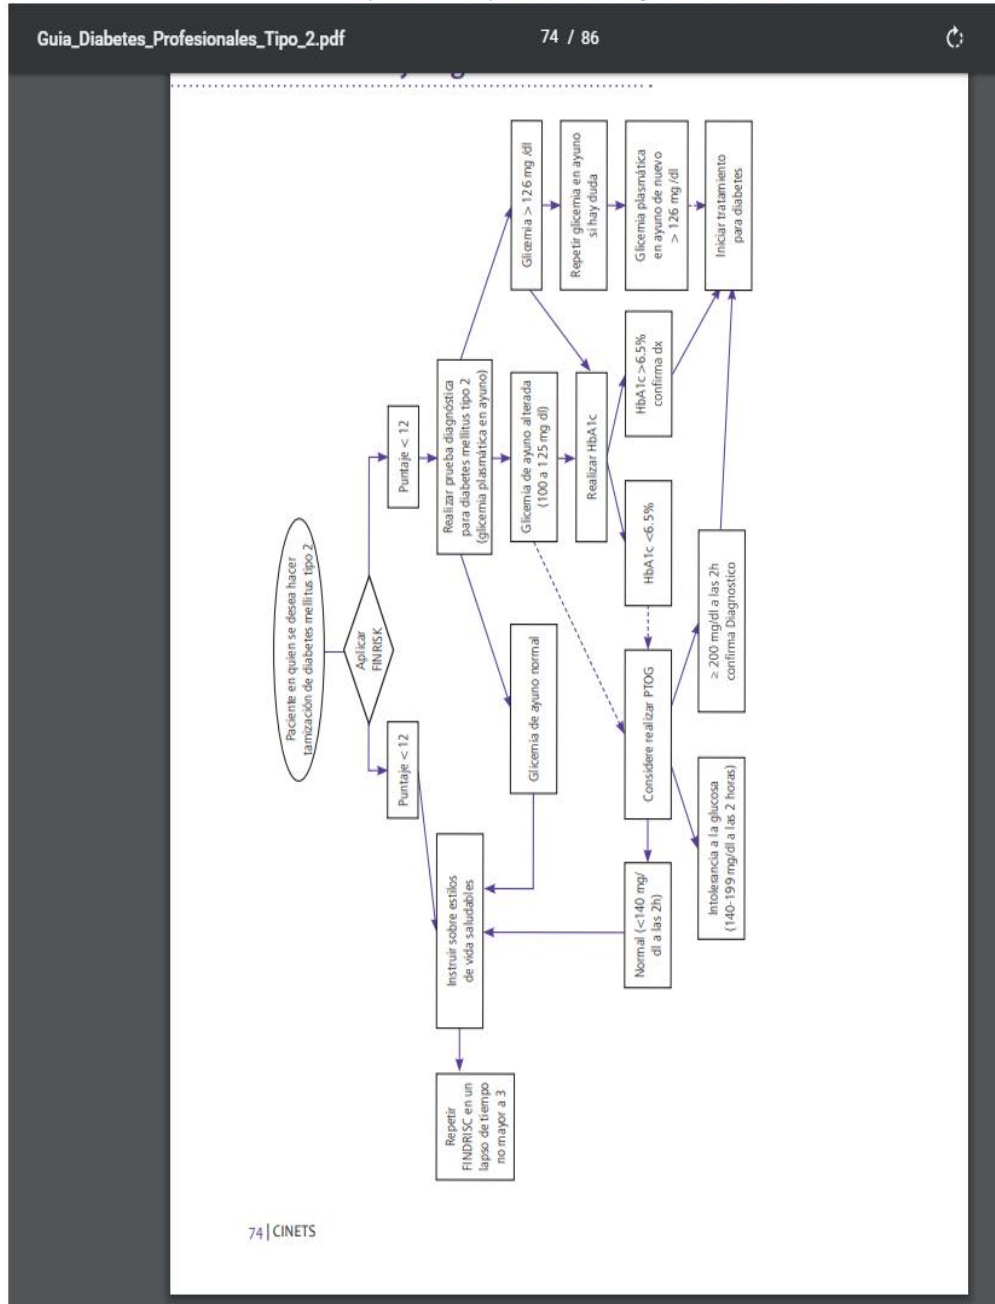 Guia_Diabetes_Profesionales_Tipo_2.pdf
74 / 86
Paciente en quien se desea hacer
tamización de diabetes mellitus tipo 2
Aplicar
FINRISK
Puntaje < 12
Puntaje < 12
Instruir sobre estilos
de vida saludables
Realizar prueba diagnóstica
para diabetes mellitus tipo 2
(glicemia plasmática en ayuno)
Repetir
FINDRISC en un
lapso de tiempo
no mayor a 3
Glicemia de ayuno normal
Glicemia de ayuno alterada
(100 a 125 mg dl)
Glicemia > 126 mg /dl
Realizar HbA1c
Repetir glicemia en ayuno
si hay duda
Normal (<140 mg/
dl a las 2h)
Considere realizar PTOG
HbA1c <6.5%
HbA1c >6.5%
confirma dx
Glicemia plasmática
en ayuno de nuevo
> 126 mg /dl
Intolerancia a la glucosa
(140-199 mg/dl a las 2 horas)
≥ 200 mg/dl a las 2h
confirma Diagnostico
Iniciar tratamiento
para diabetes
74 | CINETS